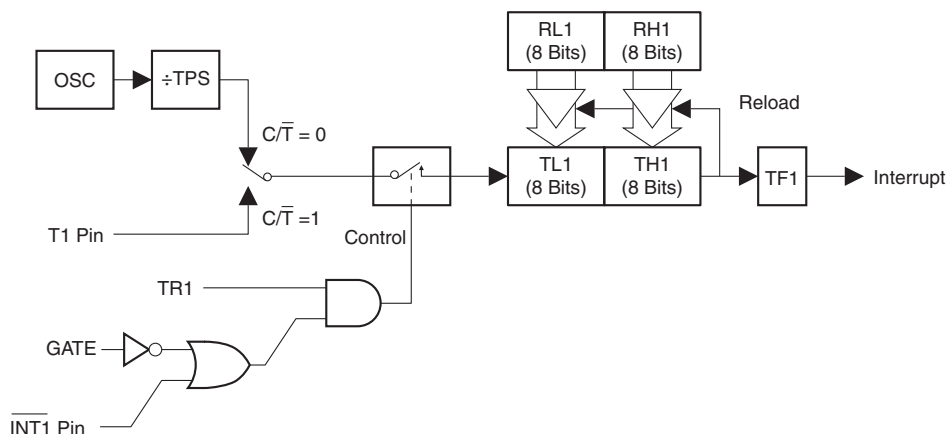 RL1
(8 Bits)
RH1
(8 Bits)
OSC
÷TPS
Reload
C/T̅ = 0
TL1
(8 Bits)
TH1
(8 Bits)
TF1
Interrupt
C/T̅ =1
T1 Pin
Control
TR1
GATE
I̅N̅T̅1̅ Pin